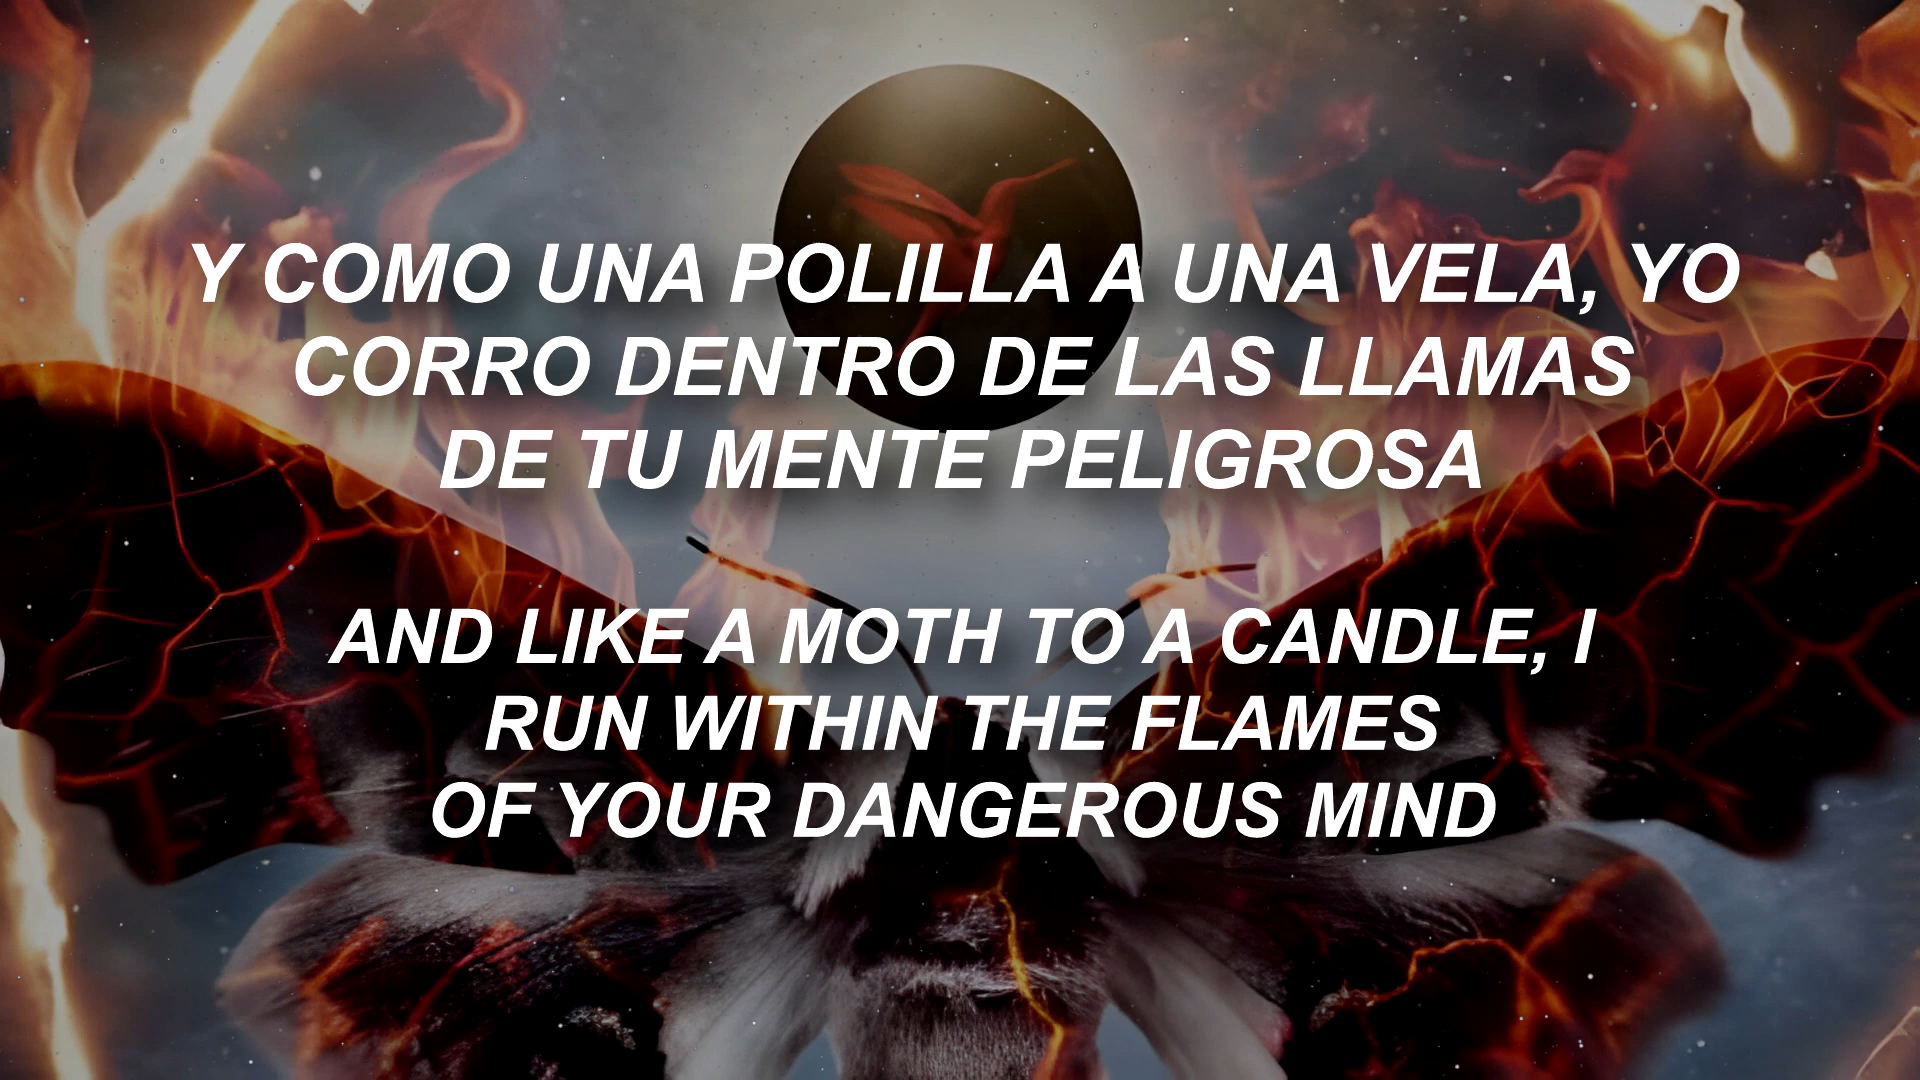 Y COMO UNA POLILLA A UNA VELA, YO
CORRO DENTRO DE LAS LLAMAS
DE TU MENTE PELIGROSA
AND LIKE A MOTH TO A CANDLE, I
RUN WITHIN THE FLAMES
OF YOUR DANGEROUS MIND